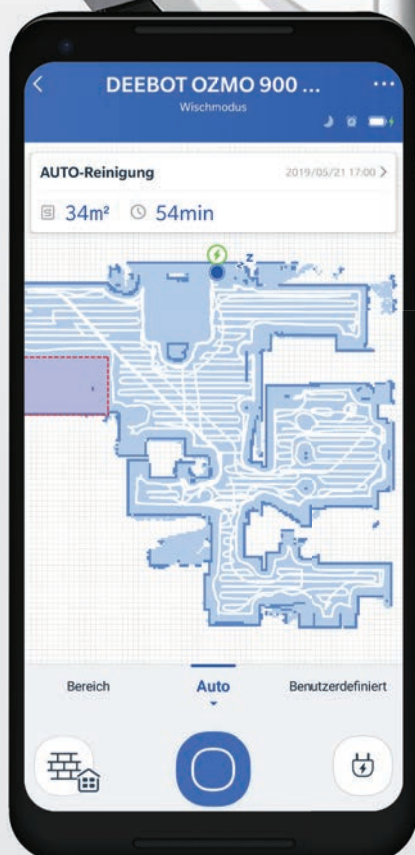 DEEBOT OZMO 900 ...
Wischmodus
AUTO-Reinigung
2019/05/21 17:00
34m²
54min
z
Bereich
Auto
Benutzerdefiniert